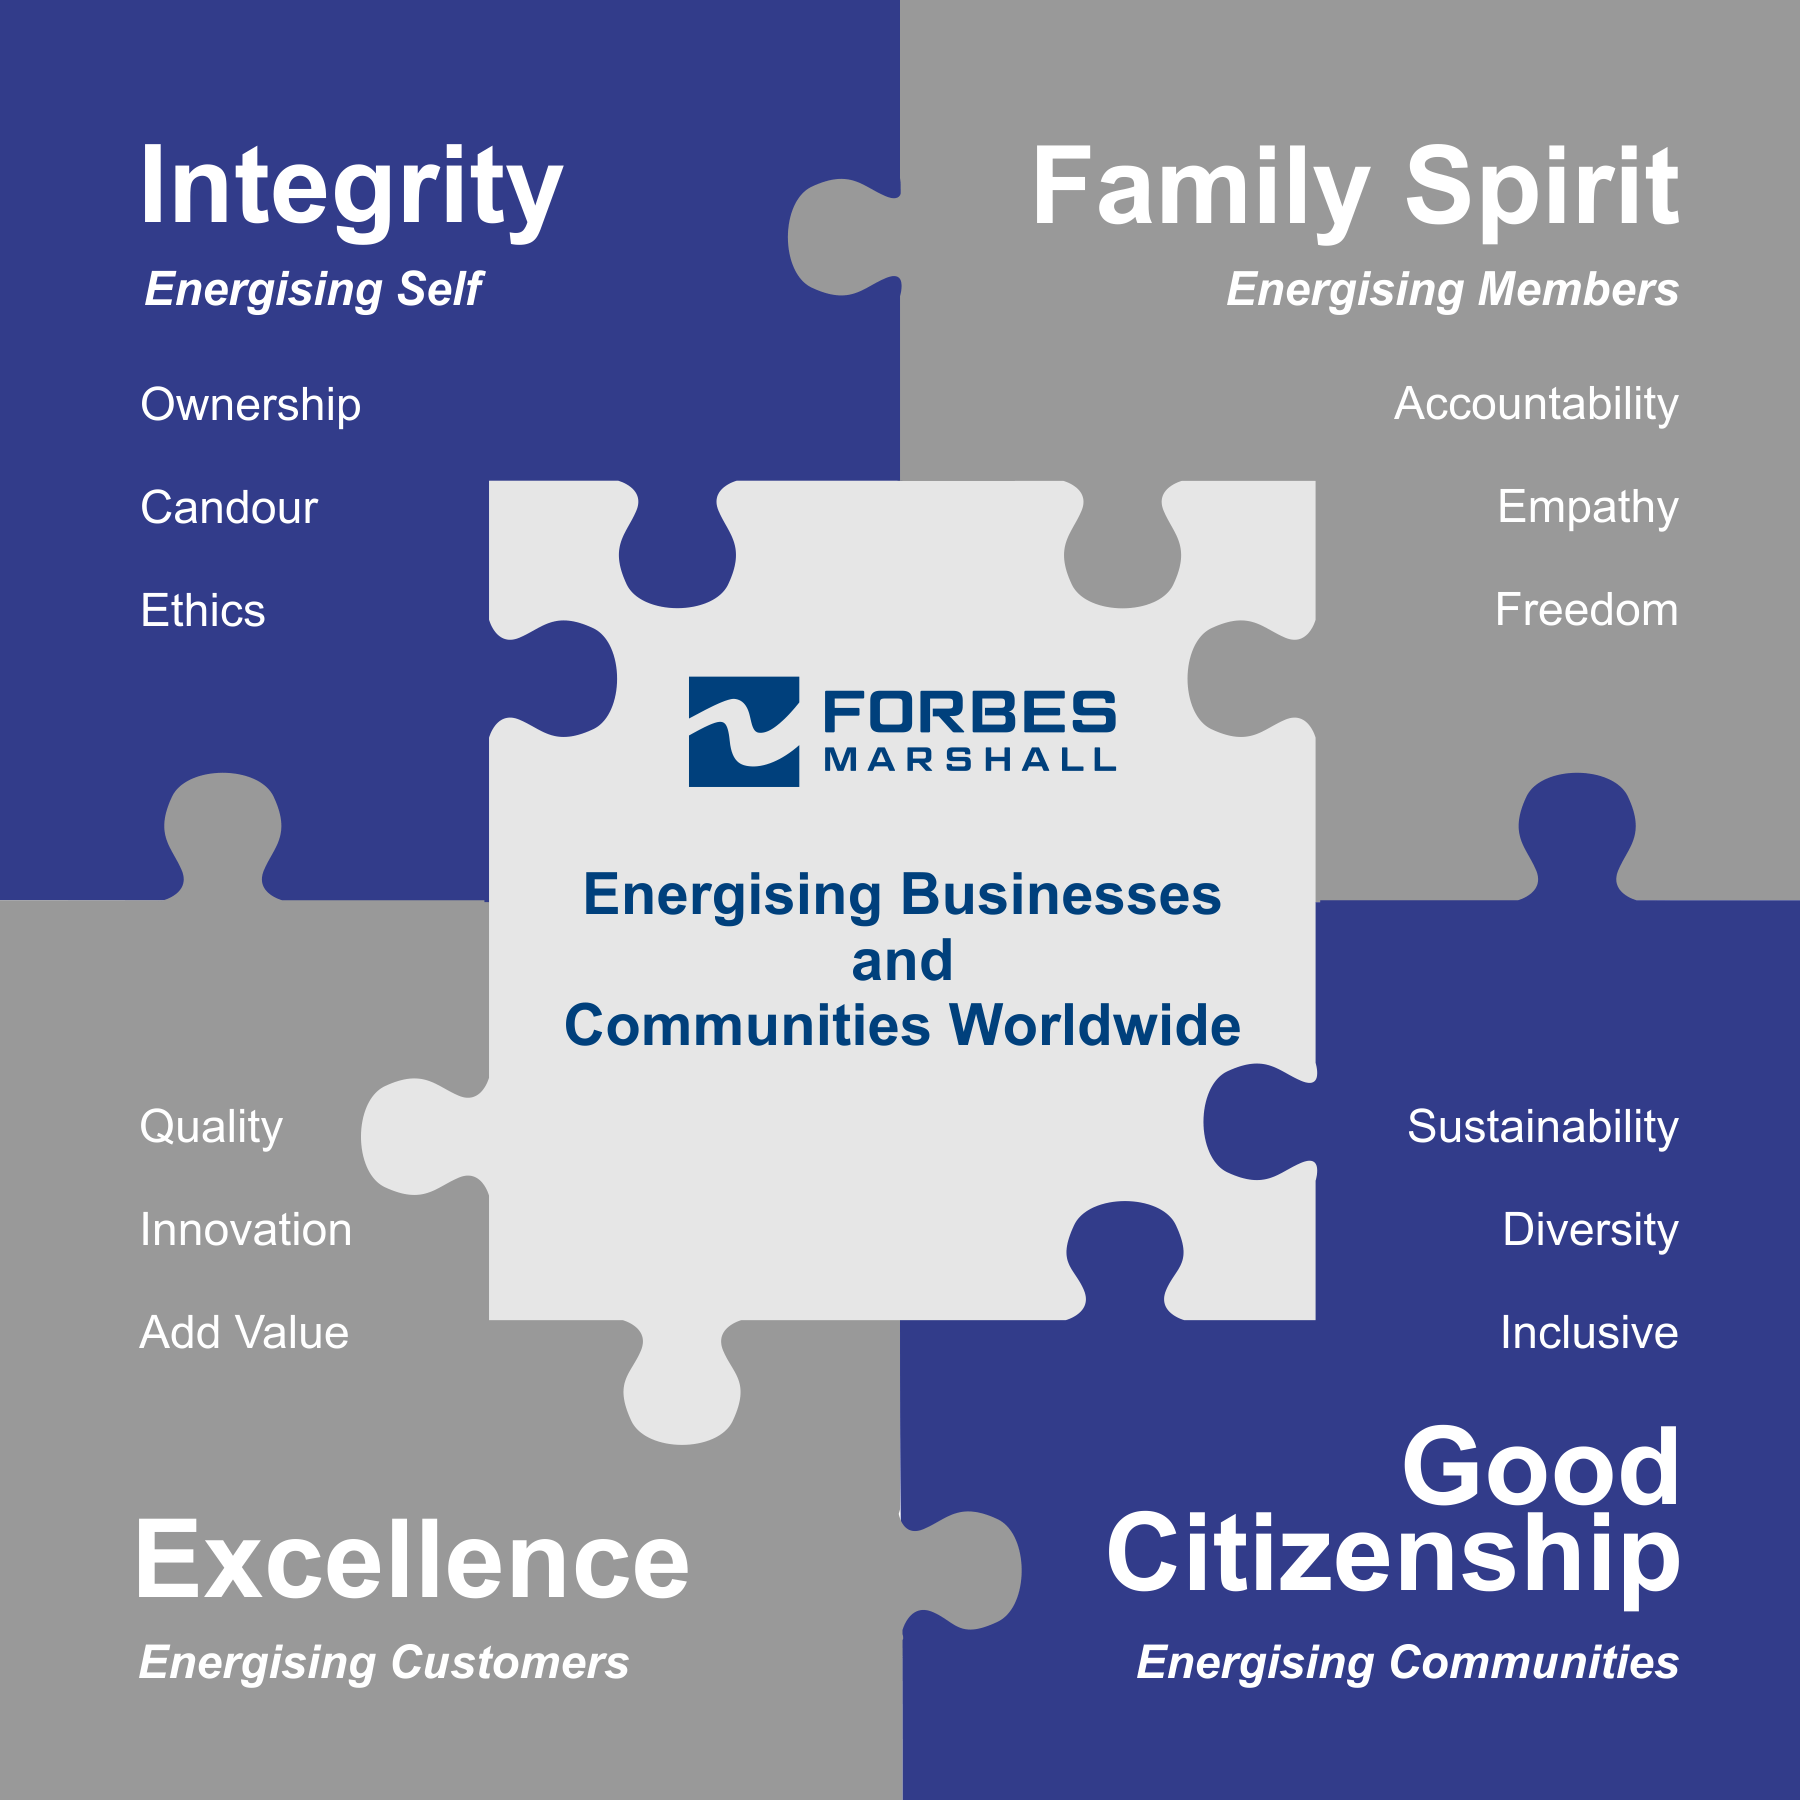 Integrity
Energising Self
Ownership
Candour
Ethics
Family Spirit
Energising Members
Accountability
Empathy
Freedom
FORBES
MARSHALL
Energising Businesses
and
Communities Worldwide
Quality
Innovation
Add Value
Excellence
Energising Customers
Sustainability
Diversity
Inclusive
Good
Citizenship
Energising Communities